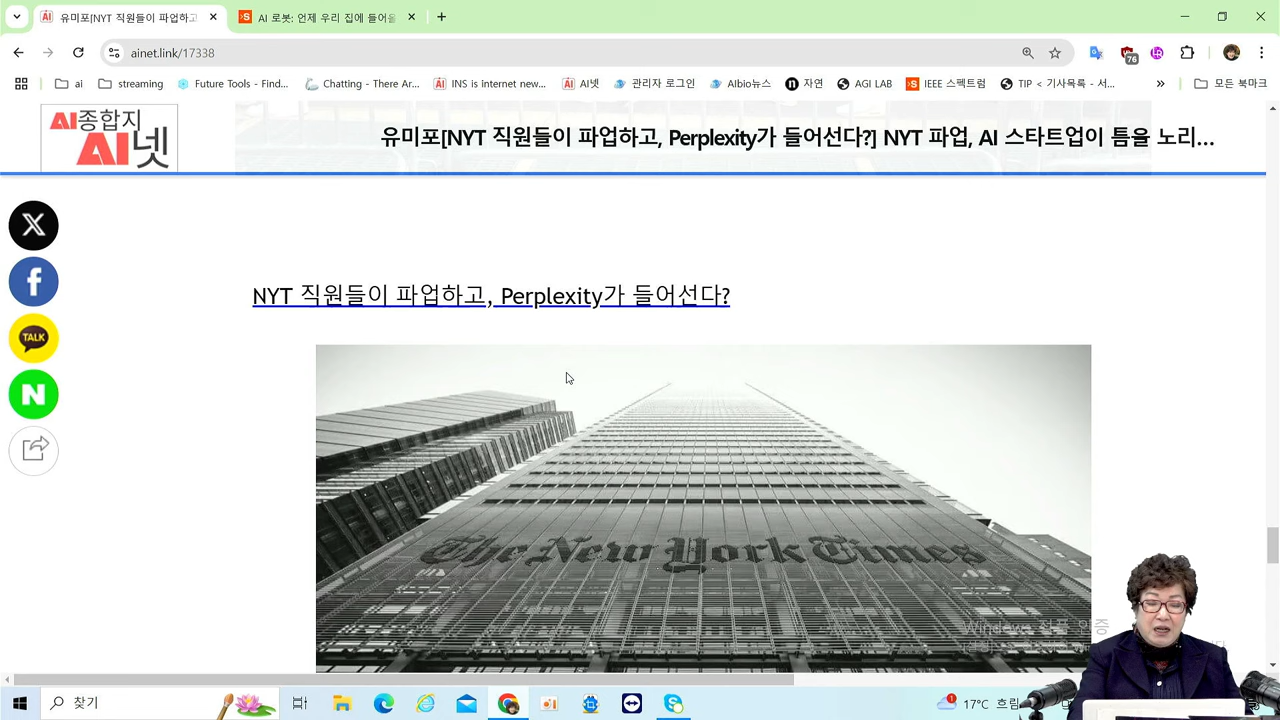 유미포[NYT 직원들이 파업하고
AI 로봇: 언제 우리 집에 들어올
ainet.link/17338
76
ai
streaming
Future Tools - Find...
Chatting - There Ar...
INS is internet new...
AI넷
관리자 로그인
AIbio뉴스
자연
AGI LAB
IEEE 스펙트럼
TIP < 기사목록 - 서...
모든 북마크
AI종합지
AI넷
유미포[NYT 직원들이 파업하고, Perplexity가 들어선다?] NYT 파업, AI 스타트업이 틈을 노리...
TALK
N
NYT 직원들이 파업하고, Perplexity가 들어선다?
The New York Times
Windows 정품 인증
찾기
17°C 흐림